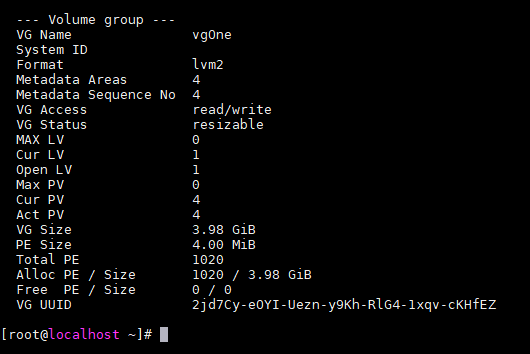 --- Volume group ---
VG Name vgOne
System ID
Format lvm2
Metadata Areas 4
Metadata Sequence No 4
VG Access read/write
VG Status resizable
MAX LV 0
Cur LV 1
Open LV 1
Max PV 0
Cur PV 4
Act PV 4
VG Size 3.98 GiB
PE Size 4.00 MiB
Total PE 1020
Alloc PE / Size 1020 / 3.98 GiB
Free PE / Size 0 / 0
VG UUID 2jd7Cy-eOYI-Uezn-y9Kh-RlG4-1xqv-cKHfEZ
[root@localhost ~]#